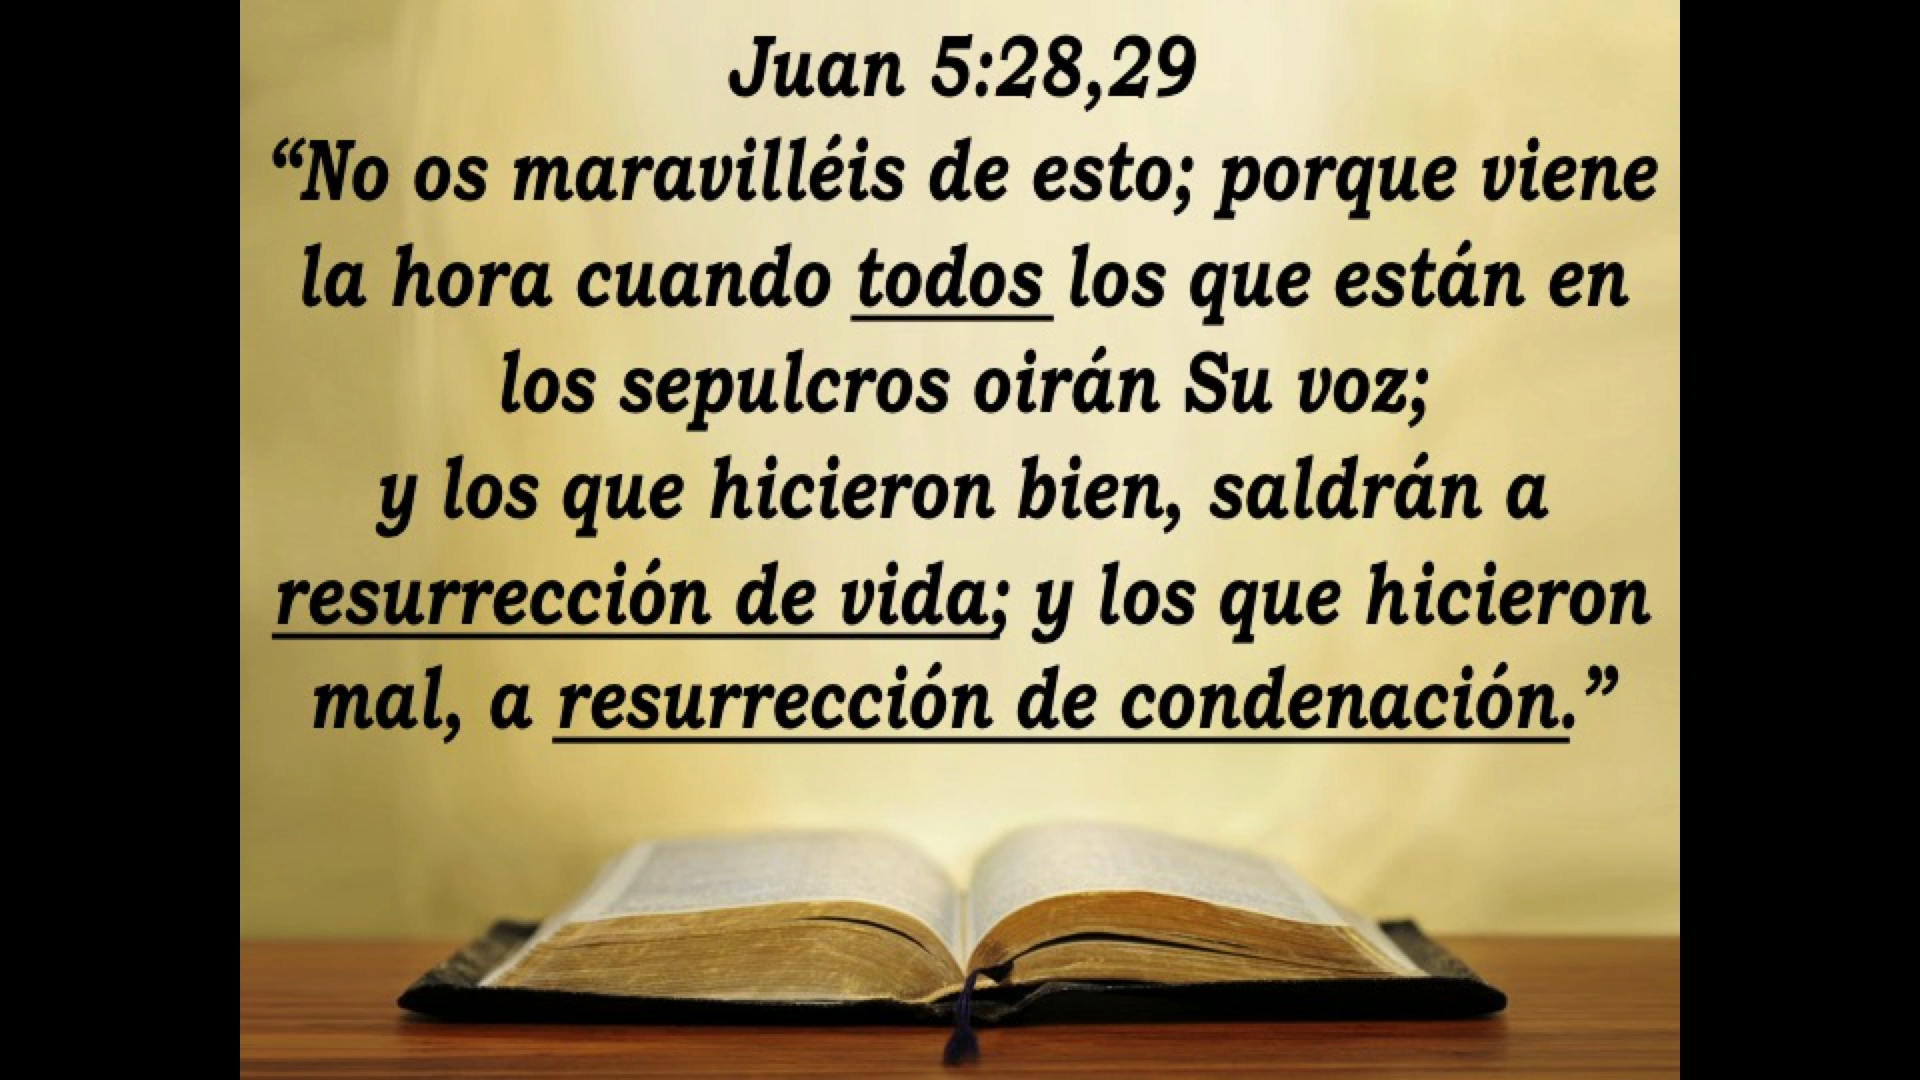 Juan 5:28,29
“No os maravilléis de esto; porque viene
la hora cuando todos los que están en
los sepulcros oirán Su voz;
y los que hicieron bien, saldrán a
resurrección de vida; y los que hicieron
mal, a resurrección de condenación.”